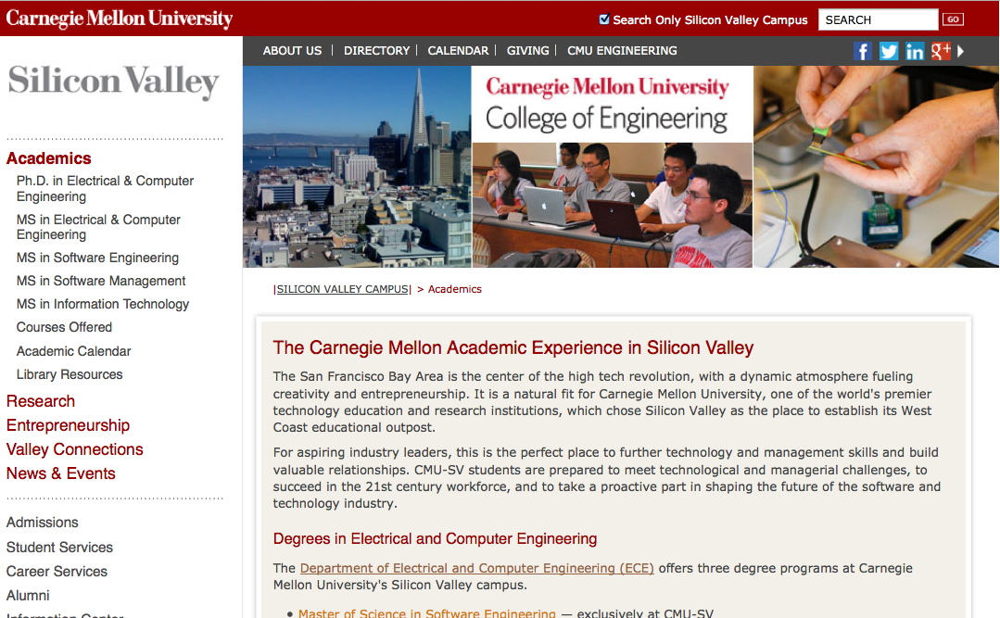 Carnegie Mellon University
Search Only Silicon Valley Campus
SEARCH
GO
ABOUT US
DIRECTORY
CALENDAR
GIVING
CMU ENGINEERING
Silicon Valley
Carnegie Mellon University
College of Engineering
Academics
Ph.D. in Electrical & Computer
Engineering
MS in Electrical & Computer
Engineering
MS in Software Engineering
MS in Software Management
MS in Information Technology
Courses Offered
Academic Calendar
Library Resources
Research
Entrepreneurship
Valley Connections
News & Events
Admissions
Student Services
Career Services
Alumni
Information Center
|SILICON VALLEY CAMPUS| > Academics
The Carnegie Mellon Academic Experience in Silicon Valley
The San Francisco Bay Area is the center of the high tech revolution, with a dynamic atmosphere fueling
creativity and entrepreneurship. It is a natural fit for Carnegie Mellon University, one of the world's premier
technology education and research institutions, which chose Silicon Valley as the place to establish its West
Coast educational outpost.
For aspiring industry leaders, this is the perfect place to further technology and management skills and build
valuable relationships. CMU-SV students are prepared to meet technological and managerial challenges, to
succeed in the 21st century workforce, and to take a proactive part in shaping the future of the software and
technology industry.
Degrees in Electrical and Computer Engineering
The Department of Electrical and Computer Engineering (ECE) offers three degree programs at Carnegie
Mellon University's Silicon Valley campus.
• Master of Science in Software Engineering — exclusively at CMU-SV